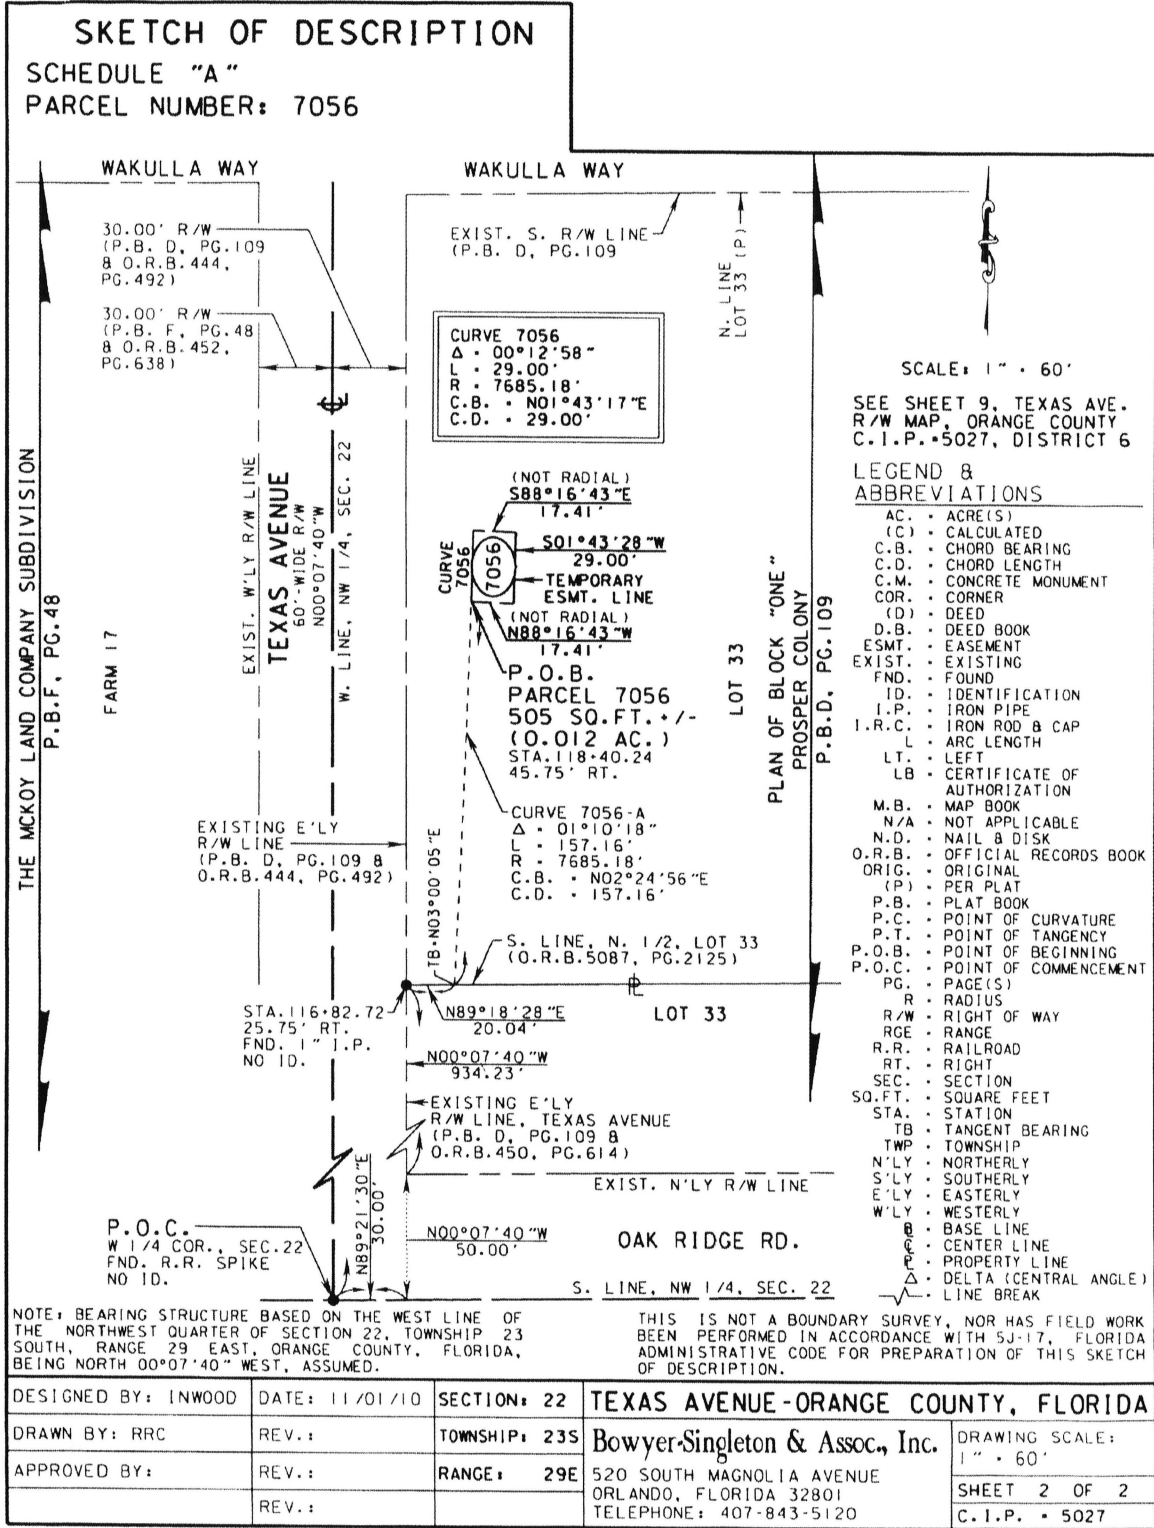 SKETCH OF DESCRIPTION
SCHEDULE "A"
PARCEL NUMBER: 7056
WAKULLA WAY
WAKULLA WAY
30.00' R/W
(P.B. D, PG.109
& O.R.B.444,
PG.492)
30.00' R/W
(P.B. F, PG.48
& O.R.B.452,
PG.638)
EXIST. S. R/W LINE
(P.B. D, PG.109
N. LINE
LOT 33 (P)
CURVE 7056
Δ = 00°12'58"
L = 29.00'
R = 7685.18'
C.B. = N01°43'17"E
C.D. = 29.00'
SCALE: 1" = 60'
SEE SHEET 9, TEXAS AVE.
R/W MAP, ORANGE COUNTY
C.I.P. #5027, DISTRICT 6
THE MCKOY LAND COMPANY SUBDIVISION
P.B.F, PG.48
FARM 17
EXIST. W'LY R/W LINE
TEXAS AVENUE
60'-WIDE R/W
N00°07'40"W
W. LINE, NW 1/4, SEC. 22
(NOT RADIAL)
S88°16'43"E
17.41'
CURVE
7056
7056
S01°43'28"W
29.00'
TEMPORARY
ESMT. LINE
(NOT RADIAL)
N88°16'43"W
17.41'
P.O.B.
PARCEL 7056
505 SQ.FT.+/-
(0.012 AC.)
STA.118+40.24
45.75' RT.
LOT 33
PLAN OF BLOCK "ONE"
PROSPER COLONY
P.B.D, PG.109
CURVE 7056-A
Δ = 01°10'18"
L = 157.16'
R = 7685.18'
C.B. = N02°24'56"E
C.D. = 157.16'
EXISTING E'LY
R/W LINE
(P.B. D, PG.109 &
O.R.B.444, PG.492)
TB=N03°00'05"E
S. LINE, N. 1/2, LOT 33
(O.R.B.5087, PG.2125)
STA.116+82.72
25.75' RT.
FND. 1" I.P.
NO ID.
N89°18'28"E
20.04'
LOT 33
N00°07'40"W
934.23'
EXISTING E'LY
R/W LINE, TEXAS AVENUE
(P.B. D, PG.109 &
O.R.B.450, PG.614)
EXIST. N'LY R/W LINE
N89°21'30"E
30.00'
P.O.C.
W 1/4 COR., SEC.22
FND. R.R. SPIKE
NO ID.
N00°07'40"W
50.00'
OAK RIDGE RD.
S. LINE, NW 1/4, SEC. 22
LEGEND &
ABBREVIATIONS
AC. = ACRE(S)
(C) = CALCULATED
C.B. = CHORD BEARING
C.D. = CHORD LENGTH
C.M. = CONCRETE MONUMENT
COR. = CORNER
(D) = DEED
D.B. = DEED BOOK
ESMT. = EASEMENT
EXIST. = EXISTING
FND. = FOUND
ID. = IDENTIFICATION
I.P. = IRON PIPE
I.R.C. = IRON ROD & CAP
L = ARC LENGTH
LT. = LEFT
LB = CERTIFICATE OF
AUTHORIZATION
M.B. = MAP BOOK
N/A = NOT APPLICABLE
N.D. = NAIL & DISK
O.R.B. = OFFICIAL RECORDS BOOK
ORIG. = ORIGINAL
(P) = PER PLAT
P.B. = PLAT BOOK
P.C. = POINT OF CURVATURE
P.T. = POINT OF TANGENCY
P.O.B. = POINT OF BEGINNING
P.O.C. = POINT OF COMMENCEMENT
PG. = PAGE(S)
R = RADIUS
R/W = RIGHT OF WAY
RGE = RANGE
R.R. = RAILROAD
RT. = RIGHT
SEC. = SECTION
SQ.FT. = SQUARE FEET
STA. = STATION
TB = TANGENT BEARING
TWP = TOWNSHIP
N'LY = NORTHERLY
S'LY = SOUTHERLY
E'LY = EASTERLY
W'LY = WESTERLY
= BASE LINE
℄ = CENTER LINE
= PROPERTY LINE
Δ = DELTA (CENTRAL ANGLE)
= LINE BREAK
NOTE: BEARING STRUCTURE BASED ON THE WEST LINE OF
THE NORTHWEST QUARTER OF SECTION 22, TOWNSHIP 23
SOUTH, RANGE 29 EAST, ORANGE COUNTY, FLORIDA,
BEING NORTH 00°07'40" WEST, ASSUMED.
THIS IS NOT A BOUNDARY SURVEY, NOR HAS FIELD WORK
BEEN PERFORMED IN ACCORDANCE WITH 5J-17, FLORIDA
ADMINISTRATIVE CODE FOR PREPARATION OF THIS SKETCH
OF DESCRIPTION.
DESIGNED BY: INWOOD
DATE: 11/01/10
SECTION: 22
TEXAS AVENUE-ORANGE COUNTY, FLORIDA
DRAWN BY: RRC
REV.:
TOWNSHIP: 23S
APPROVED BY:
REV.:
RANGE: 29E
REV.:
Bowyer-Singleton & Assoc., Inc.
520 SOUTH MAGNOLIA AVENUE
ORLANDO, FLORIDA 32801
TELEPHONE: 407-843-5120
DRAWING SCALE:
1" = 60'
SHEET 2 OF 2
C.I.P. # 5027